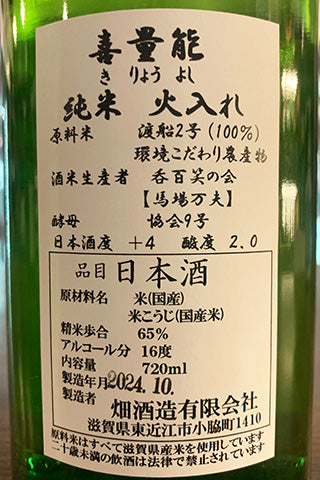 喜量能
きりょうよし
純米 火入れ
原料米 渡船2号(100%)
環境こだわり農産物
酒米生産者 呑百笑の会
【馬場万夫】
酵母 協会9号
日本酒度 +4 酸度 2.0
品目 日本酒
原材料名 米(国産)
米こうじ(国産米)
精米歩合 65%
アルコール分 16度
内容量 720ml
製造年月 2024.10.
製造者 畑酒造有限会社
滋賀県東近江市小脇町1410
原料米はすべて滋賀県産米を使用しています
二十歳未満の飲酒は法律で禁止されています